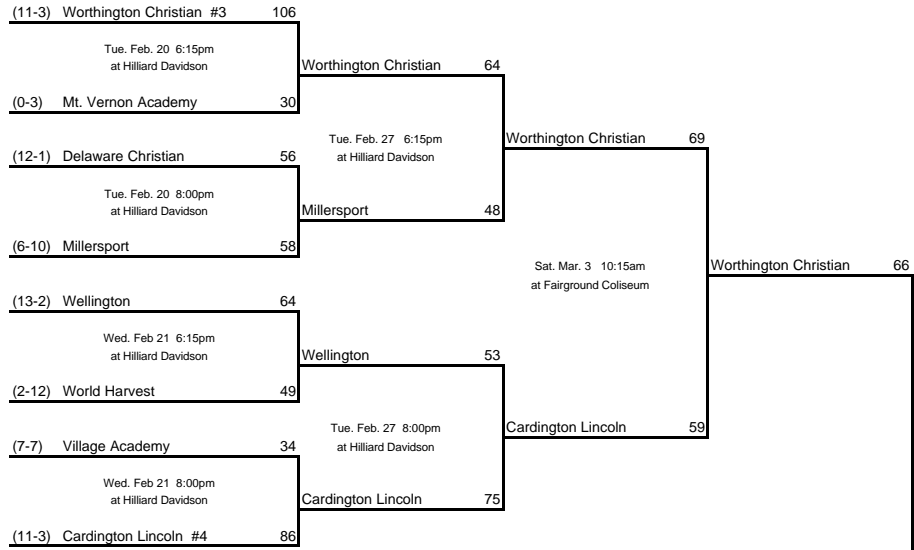 (11-3) Worthington Christian #3 106
Tue. Feb. 20 6:15pm
at Hilliard Davidson
Worthington Christian 64
(0-3) Mt. Vernon Academy 30
Tue. Feb. 27 6:15pm
at Hilliard Davidson
Worthington Christian 69
(12-1) Delaware Christian 56
Tue. Feb. 20 8:00pm
at Hilliard Davidson
Millersport 48
(6-10) Millersport 58
Sat. Mar. 3 10:15am
at Fairground Coliseum
Worthington Christian 66
(13-2) Wellington 64
Wed. Feb 21 6:15pm
at Hilliard Davidson
Wellington 53
(2-12) World Harvest 49
Tue. Feb. 27 8:00pm
at Hilliard Davidson
Cardington Lincoln 59
(7-7) Village Academy 34
Wed. Feb 21 8:00pm
at Hilliard Davidson
Cardington Lincoln 75
(11-3) Cardington Lincoln #4 86